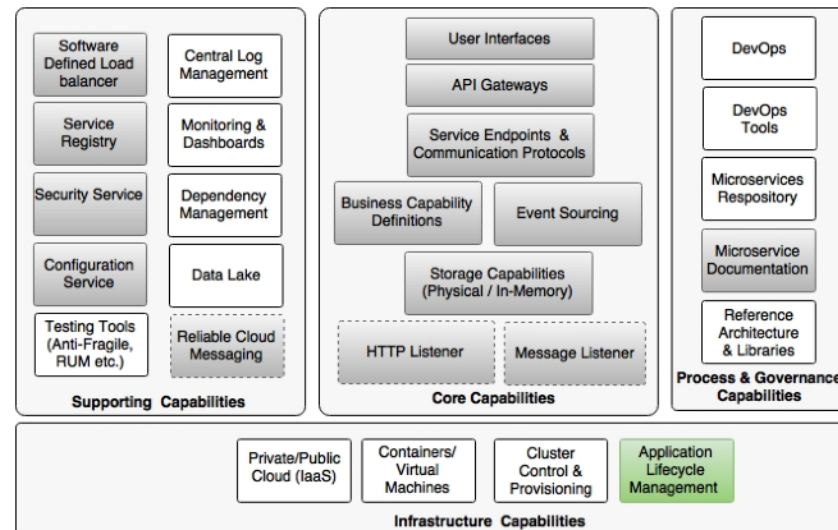 Software
Defined Load
balancer
Central Log
Management
Service
Registry
Monitoring &
Dashboards
Security Service
Dependency
Management
Configuration
Service
Data Lake
Testing Tools
(Anti-Fragile,
RUM etc.)
Reliable Cloud
Messaging
Supporting Capabilities
User Interfaces
API Gateways
Service Endpoints &
Communication Protocols
Business Capability
Definitions
Event Sourcing
Storage Capabilities
(Physical / In-Memory)
HTTP Listener
Message Listener
Core Capabilities
DevOps
DevOps
Tools
Microservices
Respository
Microservice
Documentation
Reference
Architecture
& Libraries
Process & Governance
Capabilities
Private/Public
Cloud (IaaS)
Containers/
Virtual
Machines
Cluster
Control &
Provisioning
Application
Lifecycle
Management
Infrastructure Capabilities